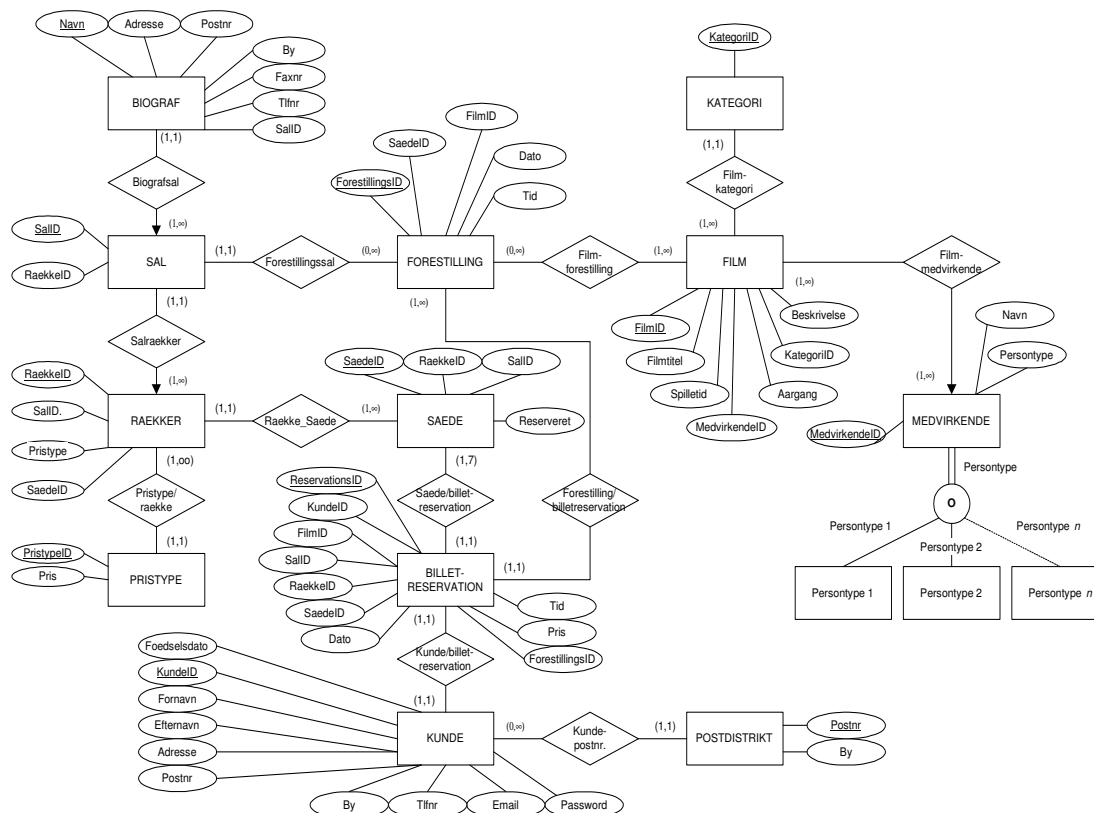 Navn
Adresse
Postnr
By
Faxnr
Tlfnr
SalID
BIOGRAF
(1,1)
Biografsal
(1,∞)
SalID
RaekkeID
SAL
(1,1)
Forestillingssal
(0,∞)
(1,1)
Salraekker
(1,∞)
FilmID
SaedeID
Dato
ForestillingsID
Tid
FORESTILLING
(0,∞)
Film-
forestilling
(1,∞)
(1,∞)
KategoriID
KATEGORI
(1,1)
Film-
kategori
(1,∞)
FILM
(1,∞)
Film-
medvirkende
Beskrivelse
FilmID
Filmtitel
KategoriID
Spilletid
Aargang
MedvirkendeID
Navn
Persontype
(1,∞)
MedvirkendeID
MEDVIRKENDE
Persontype
O
Persontype 1
Persontype 2
Persontype n
Persontype 1
Persontype 2
Persontype n
RaekkeID
SalID.
Pristype
SaedeID
RAEKKER
(1,1)
Raekke_Saede
(1,∞)
(1,oo)
Pristype/
raekke
(1,1)
PristypeID
Pris
PRISTYPE
SaedeID
RaekkeID
SalID
Reserveret
SAEDE
(1,7)
Saede/billet-
reservation
(1,1)
Forestilling/
billetreservation
(1,1)
ReservationsID
KundeID
FilmID
SalID
RaekkeID
SaedeID
Dato
BILLET-
RESERVATION
Tid
Pris
ForestillingsID
(1,1)
Kunde/billet-
reservation
(1,1)
Foedselsdato
KundeID
Fornavn
Efternavn
Adresse
Postnr
By
Tlfnr
Email
Password
KUNDE
(0,∞)
Kunde-
postnr.
(1,1)
POSTDISTRIKT
Postnr
By